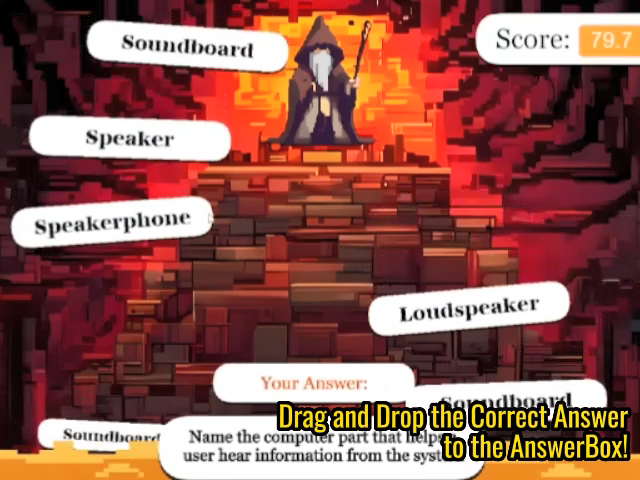 Soundboard
Score: 79.7
Speaker
Speakerphone
Loudspeaker
Your Answer:
Soundboard
Soundboard
Drag and Drop the Correct Answer
to the AnswerBox!
Name the computer part that helps
user hear information from the